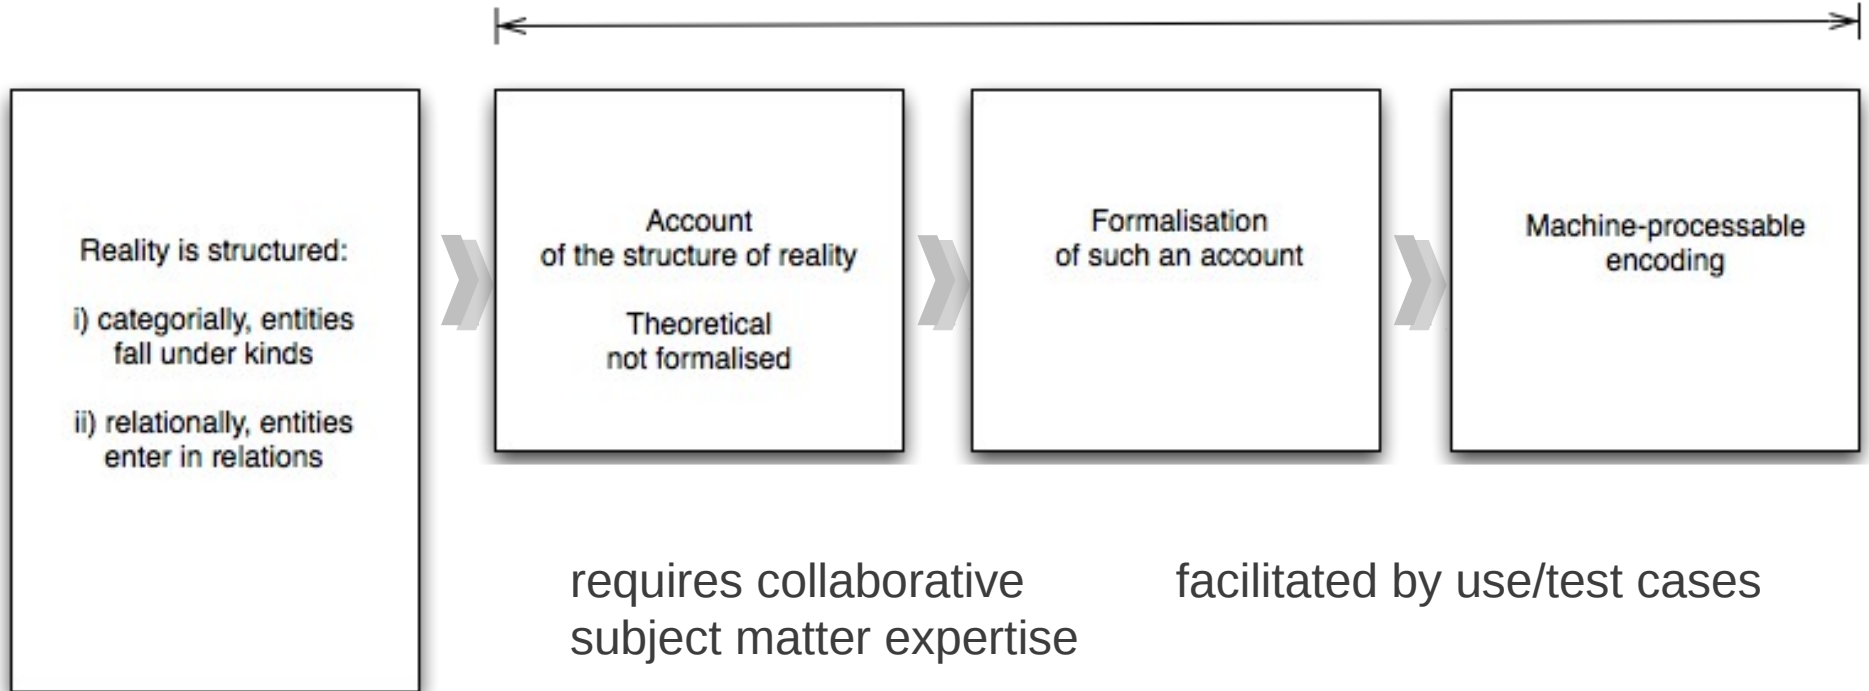 Reality is structured:
i) categorially, entities
fall under kinds
ii) relationally, entities
enter in relations
Account
of the structure of reality
Theoretical
not formalised
Formalisation
of such an account
Machine-processable
encoding
requires collaborative
subject matter expertise
facilitated by use/test cases